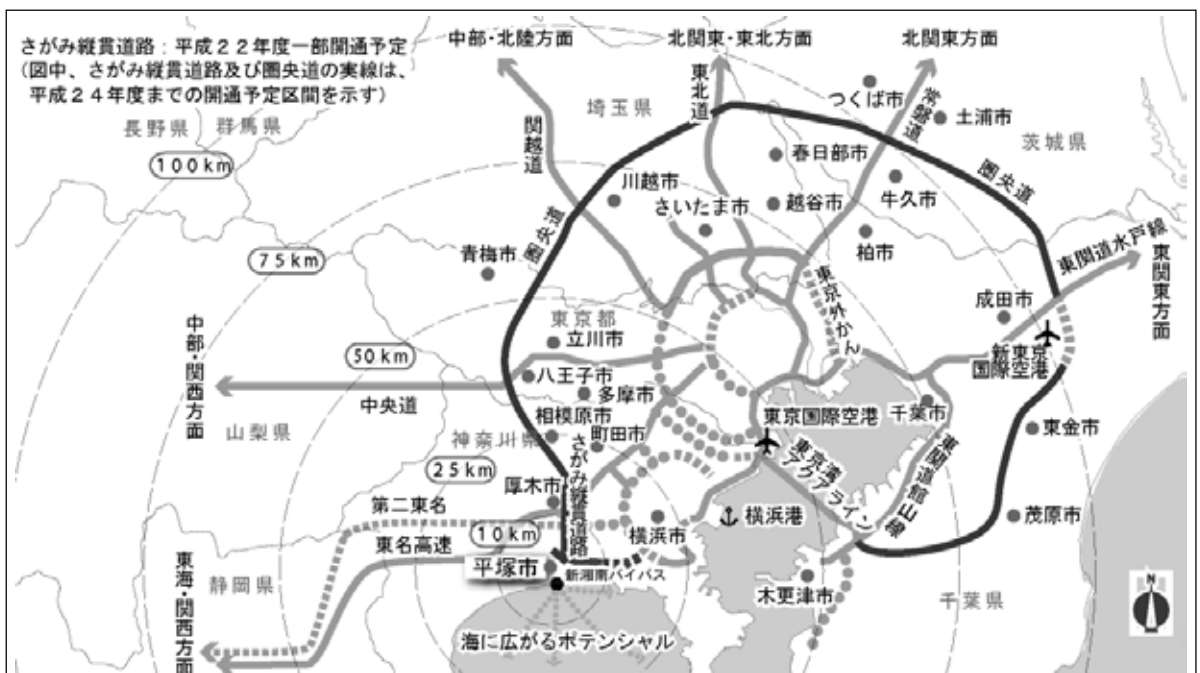 さがみ縦貫道路：平成２２年度一部開通予定
(図中、さがみ縦貫道路及び圏央道の実線は、
平成２４年度までの開通予定区間を示す)
中部･北陸方面
北関東･東北方面
北関東方面
東北道
常磐道
つくば市
土浦市
埼玉県
長野県
群馬県
茨城県
関越道
100km
春日部市
圏央道
川越市
牛久市
さいたま市
越谷市
圏央道
柏市
東関道水戸線
東関東方面
75km
青梅市
東京外かん
成田市
東京都
立川市
新東京
国際空港
中部･関西方面
50km
八王子市
多摩市
中央道
相模原市
東京国際空港
千葉市
山梨県
神奈川県
町田市
東金市
さがみ縦貫道路
東京湾
アクアライン
東関道館山線
25km
厚木市
第二東名
横浜市
横浜港
茂原市
10km
東名高速
平塚市
新湘南バイパス
静岡県
木更津市
千葉県
N
東海･関西方面
海に広がるポテンシャル